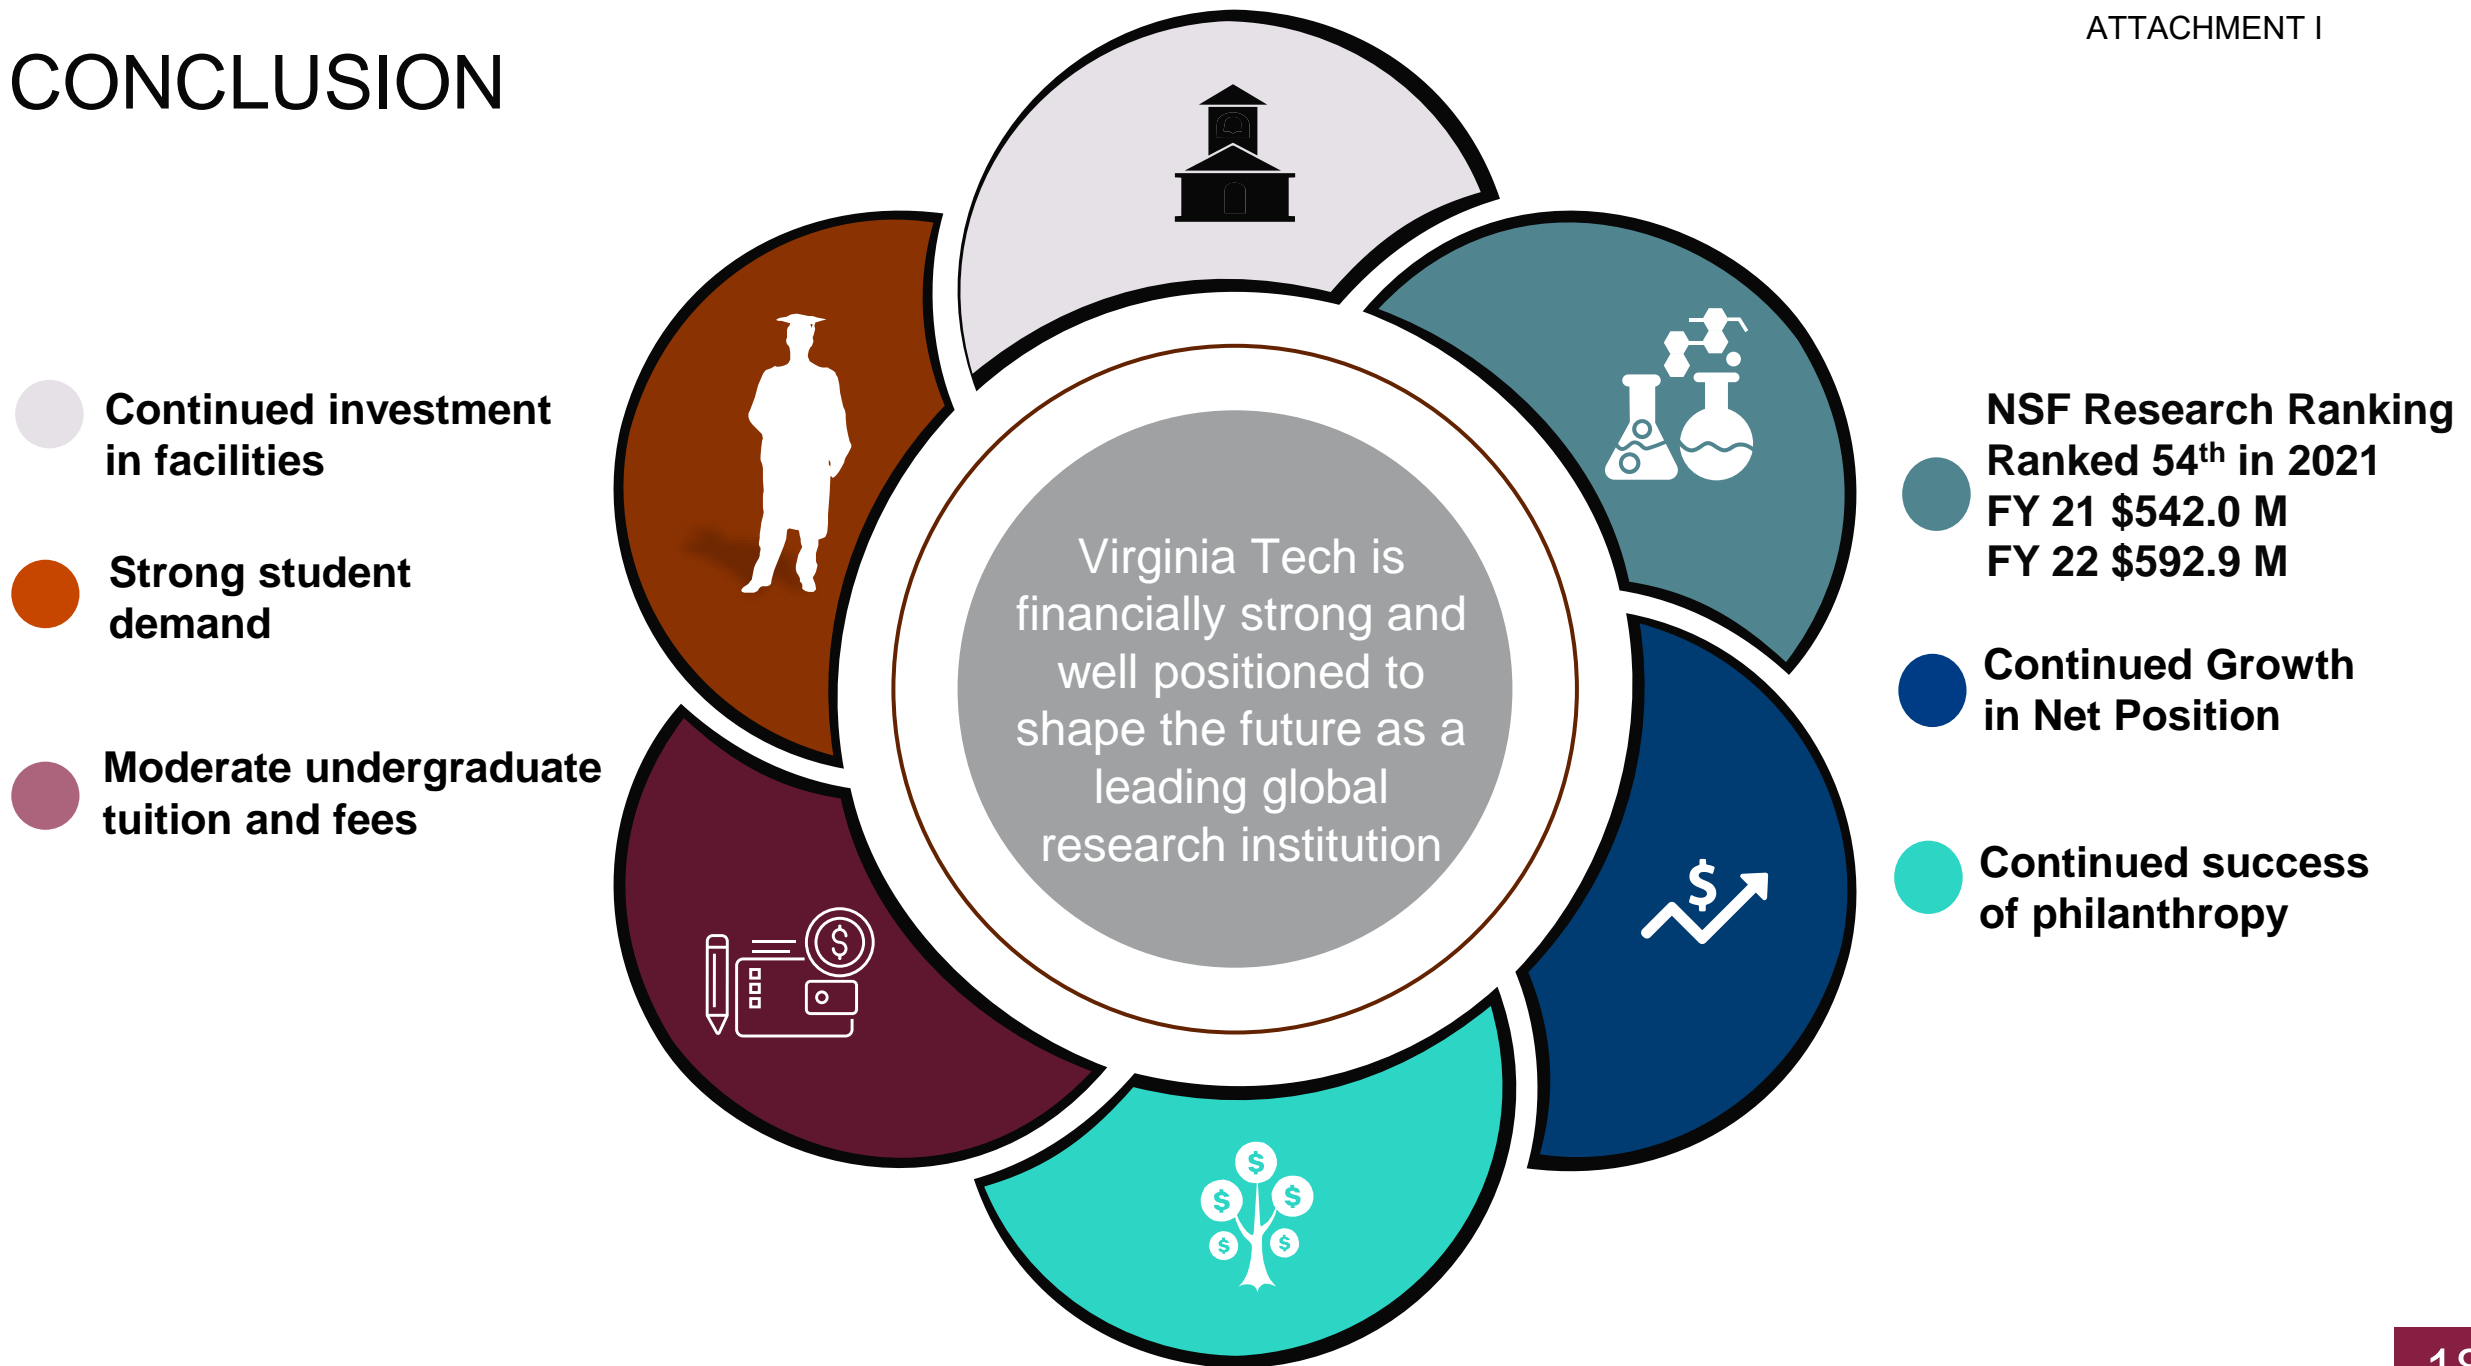 ATTACHMENT I
CONCLUSION
Continued investment
in facilities
Strong student
demand
Moderate undergraduate
tuition and fees
Virginia Tech is
financially strong and
well positioned to
shape the future as a
leading global
research institution
NSF Research Ranking
Ranked 54th in 2021
FY 21 $542.0 M
FY 22 $592.9 M
Continued Growth
in Net Position
Continued success
of philanthropy
$
$
$
$
$
$
$